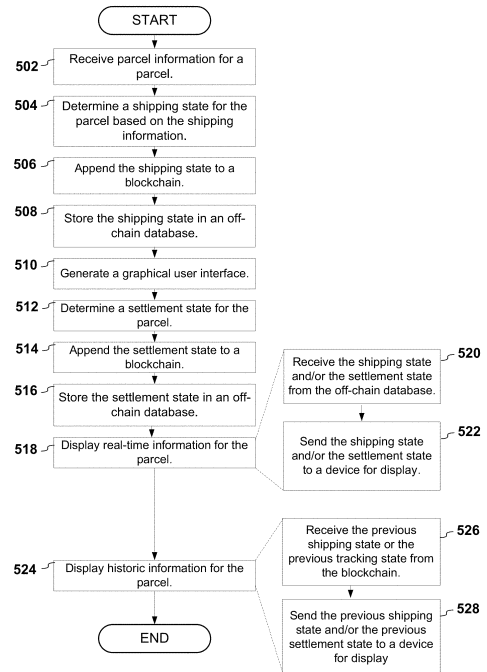 START
502
Receive parcel information for a
parcel.
504
Determine a shipping state for the
parcel based on the shipping
information.
506
Append the shipping state to a
blockchain.
508
Store the shipping state in an off-
chain database.
510
Generate a graphical user interface.
512
Determine a settlement state for the
parcel.
514
Append the settlement state to a
blockchain.
516
Store the settlement state in an off-
chain database.
518
Display real-time information for the
parcel.
520
Receive the shipping state
and/or the settlement state
from the off-chain database.
522
Send the shipping state
and/or the settlement state
to a device for display.
524
Display historic information for the
parcel.
526
Receive the previous
shipping state or the
previous tracking state from
the blockchain.
528
Send the previous shipping
state and/or the previous
settlement state to a device
for display
END